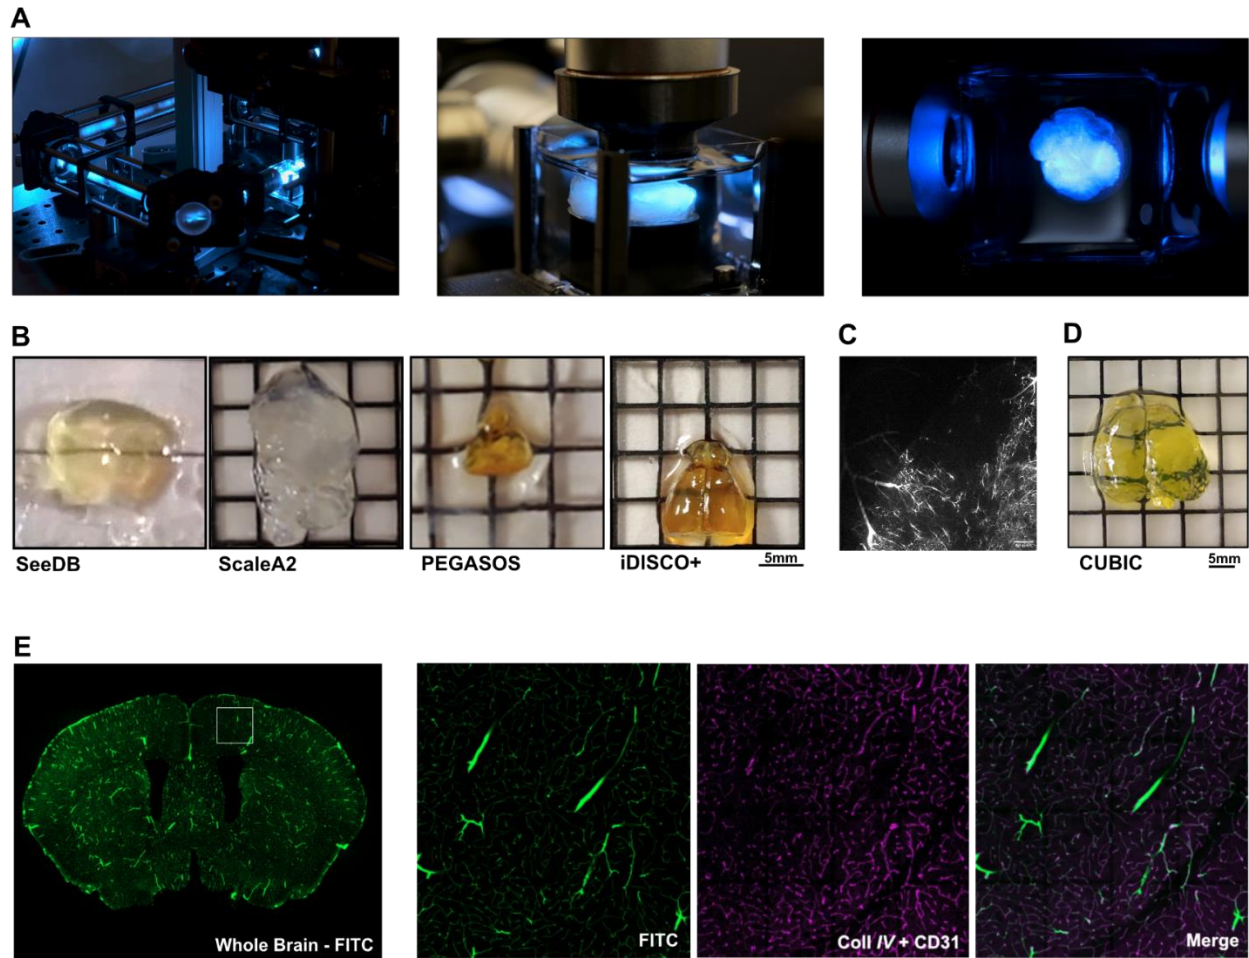 A
B
C
D
SeeDB
ScaleA2
PEGASOS
iDISCO+
5mm
CUBIC
5mm
E
Whole Brain - FITC
FITC
Coll IV + CD31
Merge